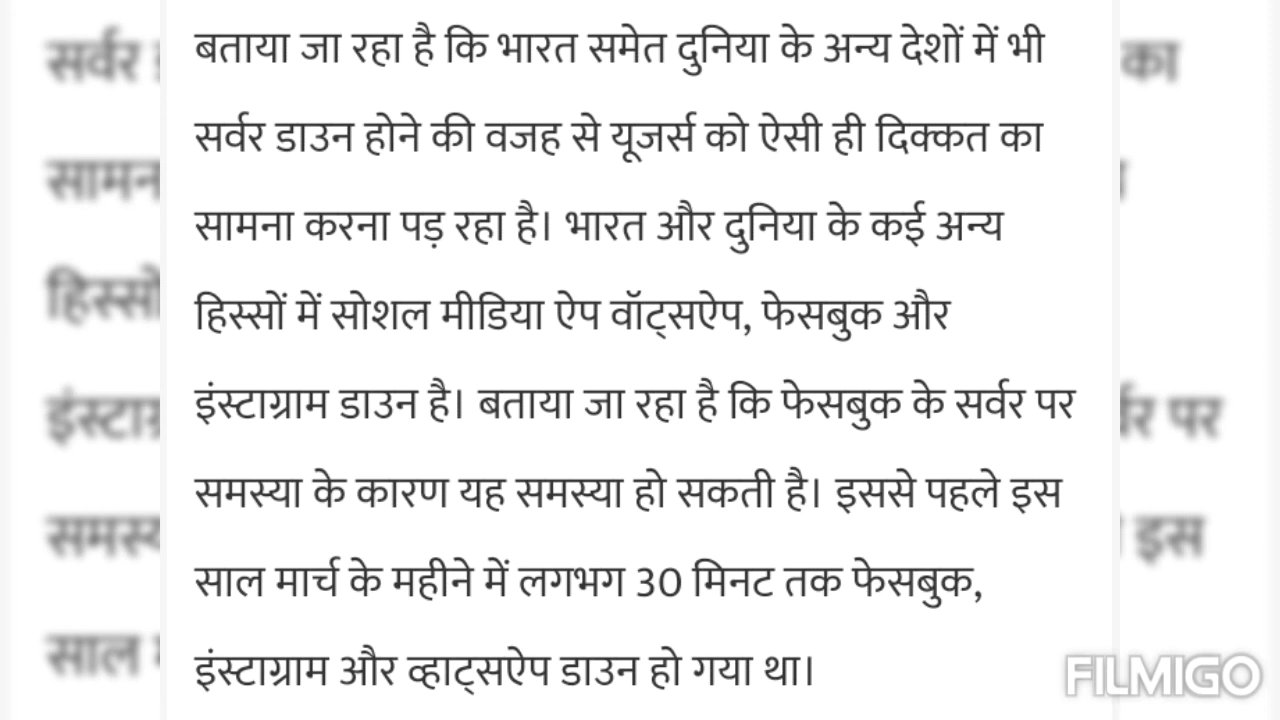 बताया जा रहा है कि भारत समेत दुनिया के अन्य देशों में भी
सर्वर डाउन होने की वजह से यूजर्स को ऐसी ही दिक्कत का
सामना करना पड़ रहा है। भारत और दुनिया के कई अन्य
हिस्सों में सोशल मीडिया ऐप वॉट्सऐप, फेसबुक और
इंस्टाग्राम डाउन है। बताया जा रहा है कि फेसबुक के सर्वर पर
समस्या के कारण यह समस्या हो सकती है। इससे पहले इस
साल मार्च के महीने में लगभग 30 मिनट तक फेसबुक,
इंस्टाग्राम और व्हाट्सऐप डाउन हो गया था।
FILMIGO